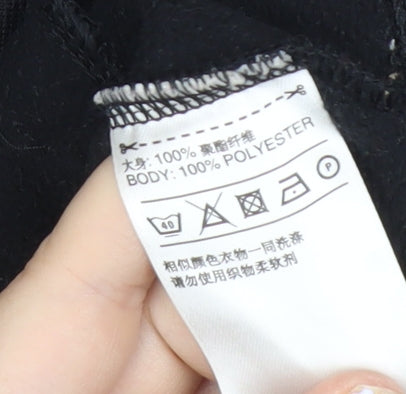 大身: 100% 聚酯纤维
BODY: 100% POLYESTER
40 P
相似颜色衣物一同洗涤
请勿使用织物柔软剂